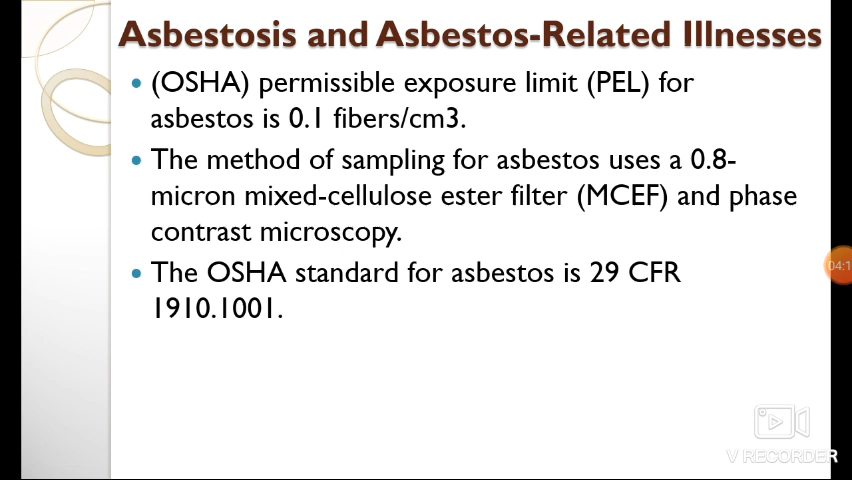 Asbestosis and Asbestos-Related Illnesses
• (OSHA) permissible exposure limit (PEL) for
asbestos is 0.1 fibers/cm3.
• The method of sampling for asbestos uses a 0.8-
micron mixed-cellulose ester filter (MCEF) and phase
contrast microscopy.
• The OSHA standard for asbestos is 29 CFR
1910.1001.
04:1
V RECORDER